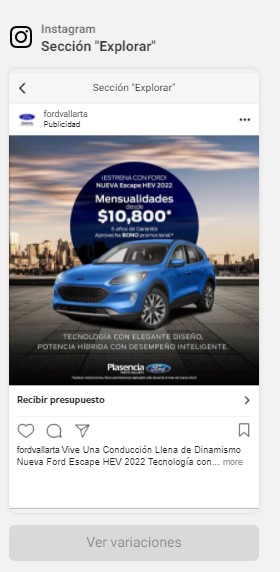 Instagram
Sección "Explorar"
Sección "Explorar"
fordvallarta
Publicidad
¡ESTRENA CON FORD!
NUEVA Escape HEV 2022
Mensualidades
desde
$10,800*
5 años de Garantía
Aprovecha BONO promocional*
TECNOLOGÍA CON ELEGANTE DISEÑO,
POTENCIA HÍBRIDA CON DESEMPEÑO INTELIGENTE.
Plasencia Ford
Recibir presupuesto
fordvallarta Vive Una Conducción Llena de Dinamismo
Nueva Ford Escape HEV 2022 Tecnología con... more
Ver variaciones